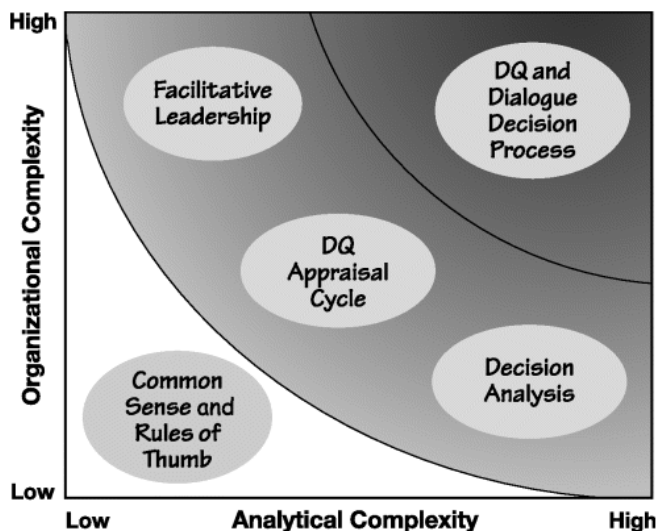 High
Organizational Complexity
Low
Facilitative
Leadership
DQ and
Dialogue
Decision
Process
DQ
Appraisal
Cycle
Decision
Analysis
Common
Sense and
Rules of
Thumb
Low
Analytical Complexity
High